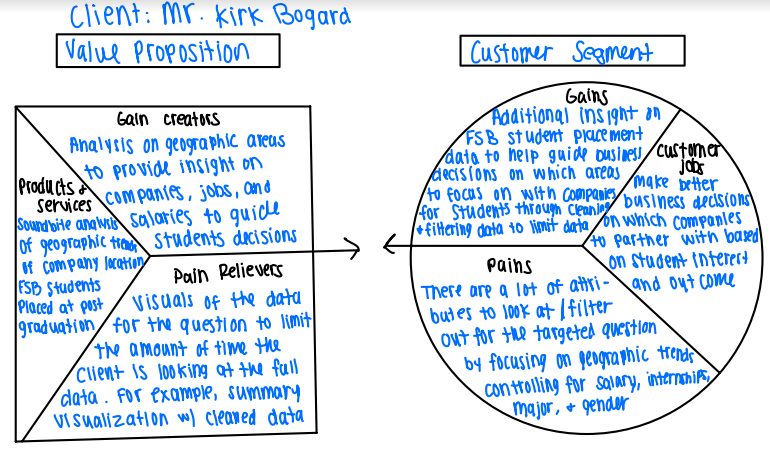 Client: Mr. Kirk Bogard
Value Proposition
Gain creators
Analysis on geographic areas
to provide insight on
companies, jobs, and
salaries to guide
students decisions
Products &
services
Soundbite analysis
of geographic trends
of company location
FSB students
placed at post
graduation
Pain Relievers
Visuals of the data
for the question to limit
the amount of time the
client is looking at the full
data. For example, summary
visualization w/ cleaned data
Customer Segment
Gains
Additional insight on
FSB student placement
data to help guide business
decisions on which areas
to focus on with companies
for students through cleaning
+ filtering data to limit data
customer
jobs
make better
business decisions
on which companies
to partner with based
on student interest
and out come
Pains
There are a lot of attri-
butes to look at / filter
out for the targeted question
by focusing on geographic trends
controlling for salary, internships,
major, + gender